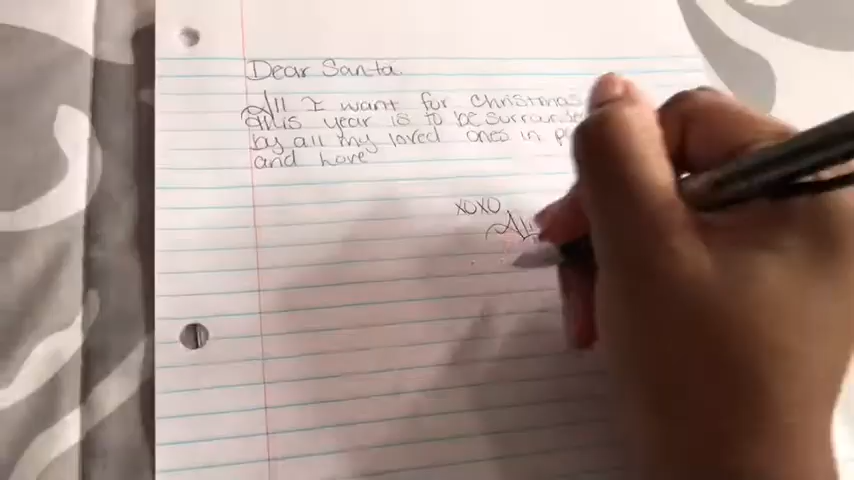 Dear Santa.
All I want for christmas
this year is to be surrounded
by all my loved ones in
and love
xoxo